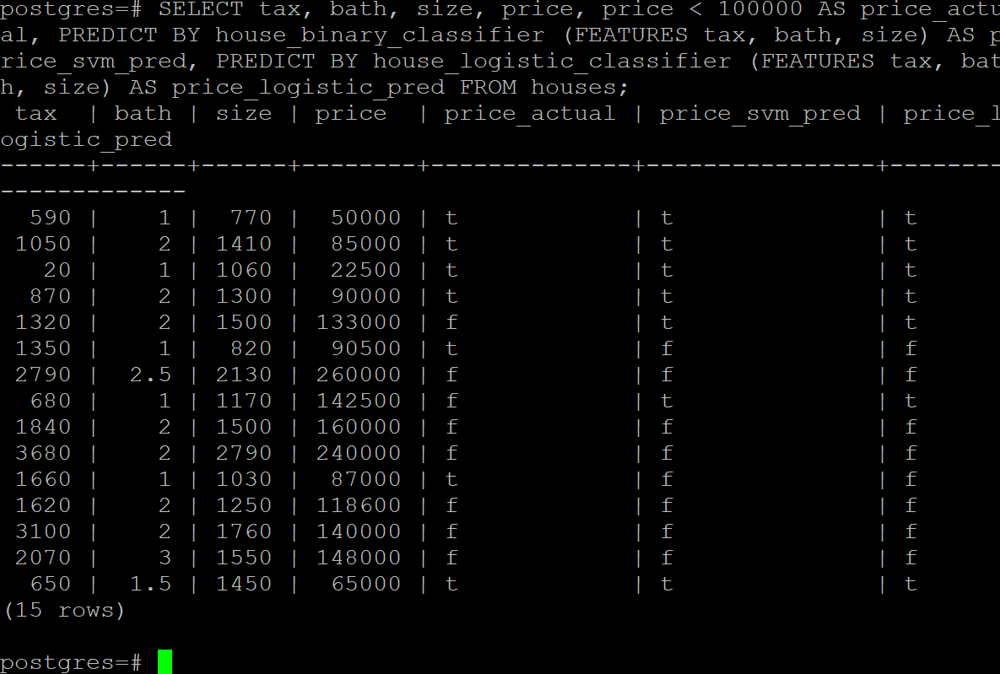 postgres=# SELECT tax, bath, size, price, price < 100000 AS price_actu
al, PREDICT BY house_binary_classifier (FEATURES tax, bath, size) AS p
rice_svm_pred, PREDICT BY house_logistic_classifier (FEATURES tax, bat
h, size) AS price_logistic_pred FROM houses;
 tax  | bath | size | price  | price_actual | price_svm_pred | price_l
ogistic_pred
------+------+------+--------+--------------+----------------+--------
-------------
  590 |    1 |  770 |  50000 | t            | t              | t
 1050 |    2 | 1410 |  85000 | t            | t              | t
   20 |    1 | 1060 |  22500 | t            | t              | t
  870 |    2 | 1300 |  90000 | t            | t              | t
 1320 |    2 | 1500 | 133000 | f            | t              | t
 1350 |    1 |  820 |  90500 | t            | f              | f
 2790 |  2.5 | 2130 | 260000 | f            | f              | f
  680 |    1 | 1170 | 142500 | f            | t              | t
 1840 |    2 | 1500 | 160000 | f            | f              | f
 3680 |    2 | 2790 | 240000 | f            | f              | f
 1660 |    1 | 1030 |  87000 | t            | f              | f
 1620 |    2 | 1250 | 118600 | f            | f              | f
 3100 |    2 | 1760 | 140000 | f            | f              | f
 2070 |    3 | 1550 | 148000 | f            | f              | f
  650 |  1.5 | 1450 |  65000 | t            | t              | t
(15 rows)

postgres=#